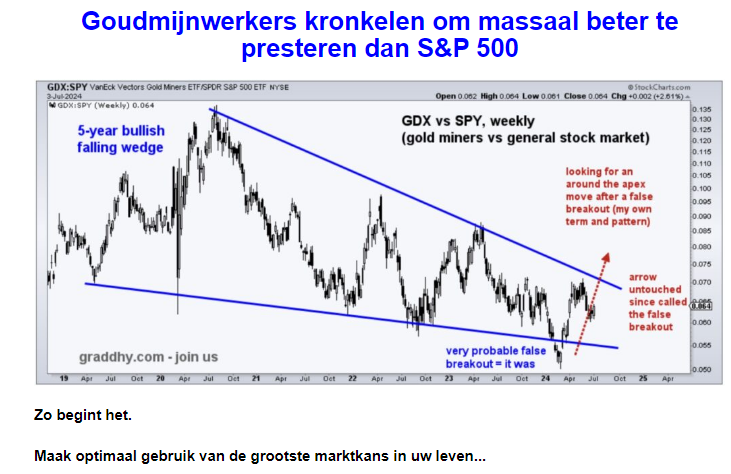 Goudmijnwerkers kronkelen om massaal beter te
presteren dan S&P 500
GDX:SPY VanEck Vectors Gold Miners ETF/SPDR S&P 500 ETF NYSE
© StockCharts.com
3-Jul-2024
Open 0.062 High 0.064 Low 0.061 Close 0.064 Chg +0.002 (+2.61%)
GDX:SPY (Weekly) 0.064
5-year bullish
falling wedge
GDX vs SPY, weekly
(gold miners vs general stock market)
looking for an
around the apex
move after a false
breakout (my own
term and pattern)
arrow
untouched
since called
the false
breakout
very probable false
breakout = it was
graddhy.com - join us
0.135
0.130
0.125
0.120
0.115
0.110
0.105
0.100
0.095
0.090
0.085
0.080
0.075
0.070
0.065
0.064
0.060
0.055
0.050
19 Apr Jul Oct 20 Apr Jul Oct 21 Apr Jul Oct 22 Apr Jul Oct 23 Apr Jul Oct 24 Apr Jul Oct 25 Apr
Zo begint het.
Maak optimaal gebruik van de grootste marktkans in uw leven...